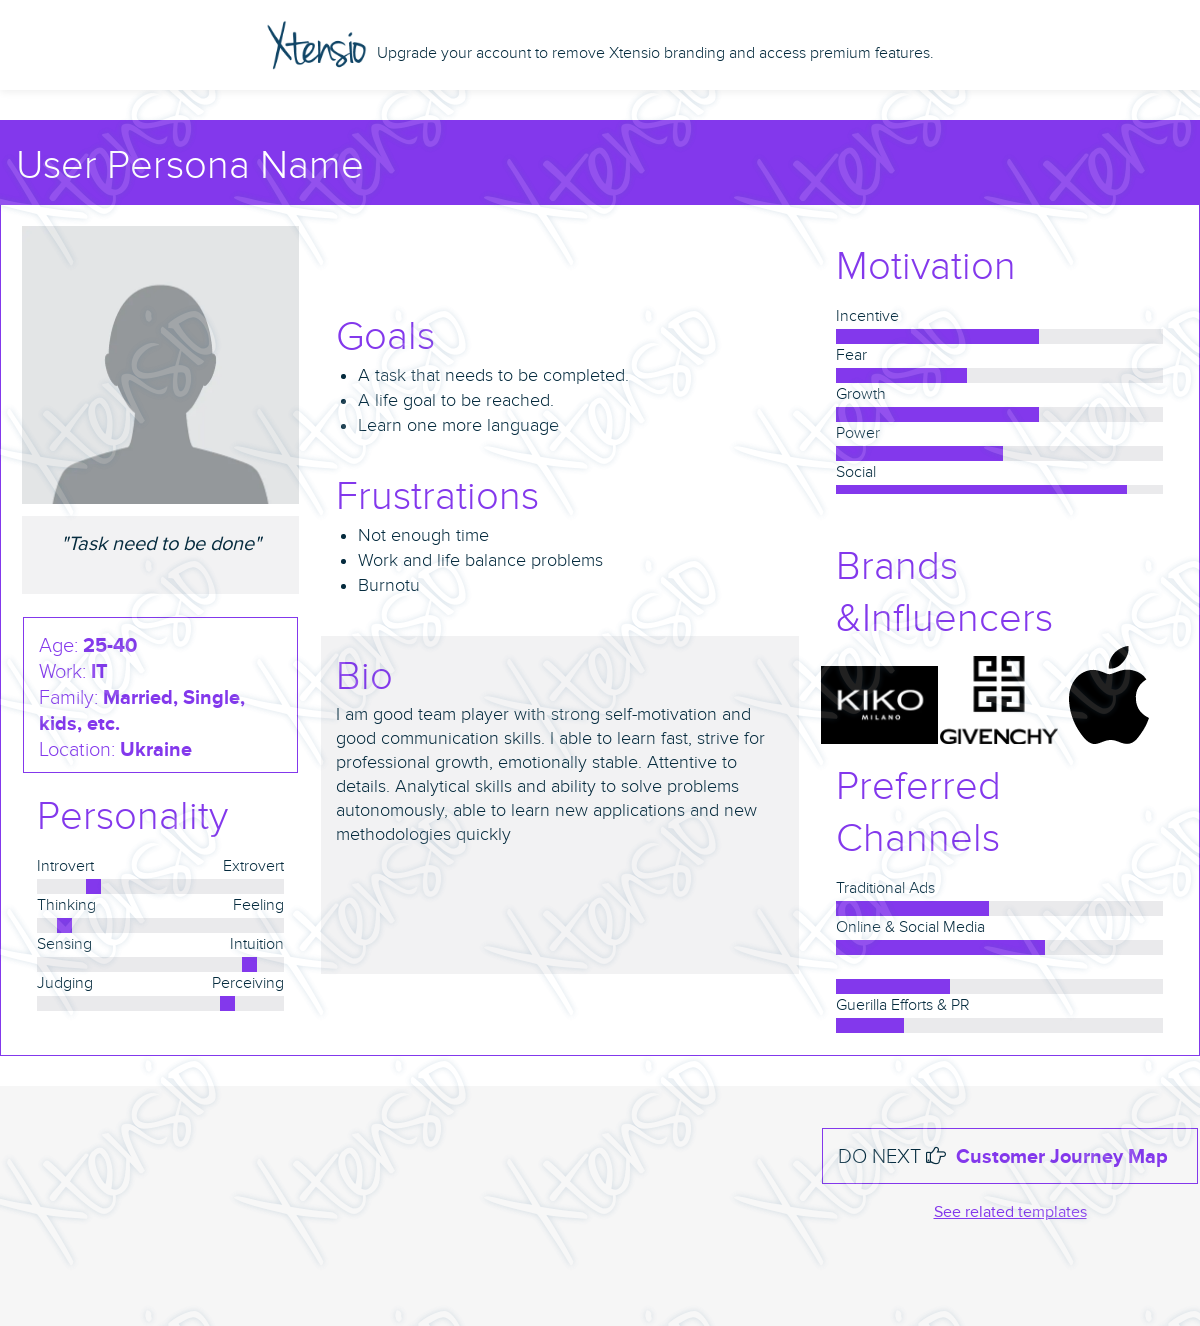 Xtensio Upgrade your account to remove Xtensio branding and access premium features.
User Persona Name
"Task need to be done"
Age: 25-40
Work: IT
Family: Married, Single,
kids, etc.
Location: Ukraine
Personality
Introvert Extrovert
Thinking Feeling
Sensing Intuition
Judging Perceiving
Goals
A task that needs to be completed.
A life goal to be reached.
Learn one more language
Frustrations
Not enough time
Work and life balance problems
Burnotu
Bio
I am good team player with strong self-motivation and
good communication skills. I able to learn fast, strive for
professional growth, emotionally stable. Attentive to
details. Analytical skills and ability to solve problems
autonomously, able to learn new applications and new
methodologies quickly
Motivation
Incentive
Fear
Growth
Power
Social
Brands
&Influencers
KIKO
MILANO
GIVENCHY
Preferred
Channels
Traditional Ads
Online & Social Media
Guerilla Efforts & PR
DO NEXT Customer Journey Map
See related templates